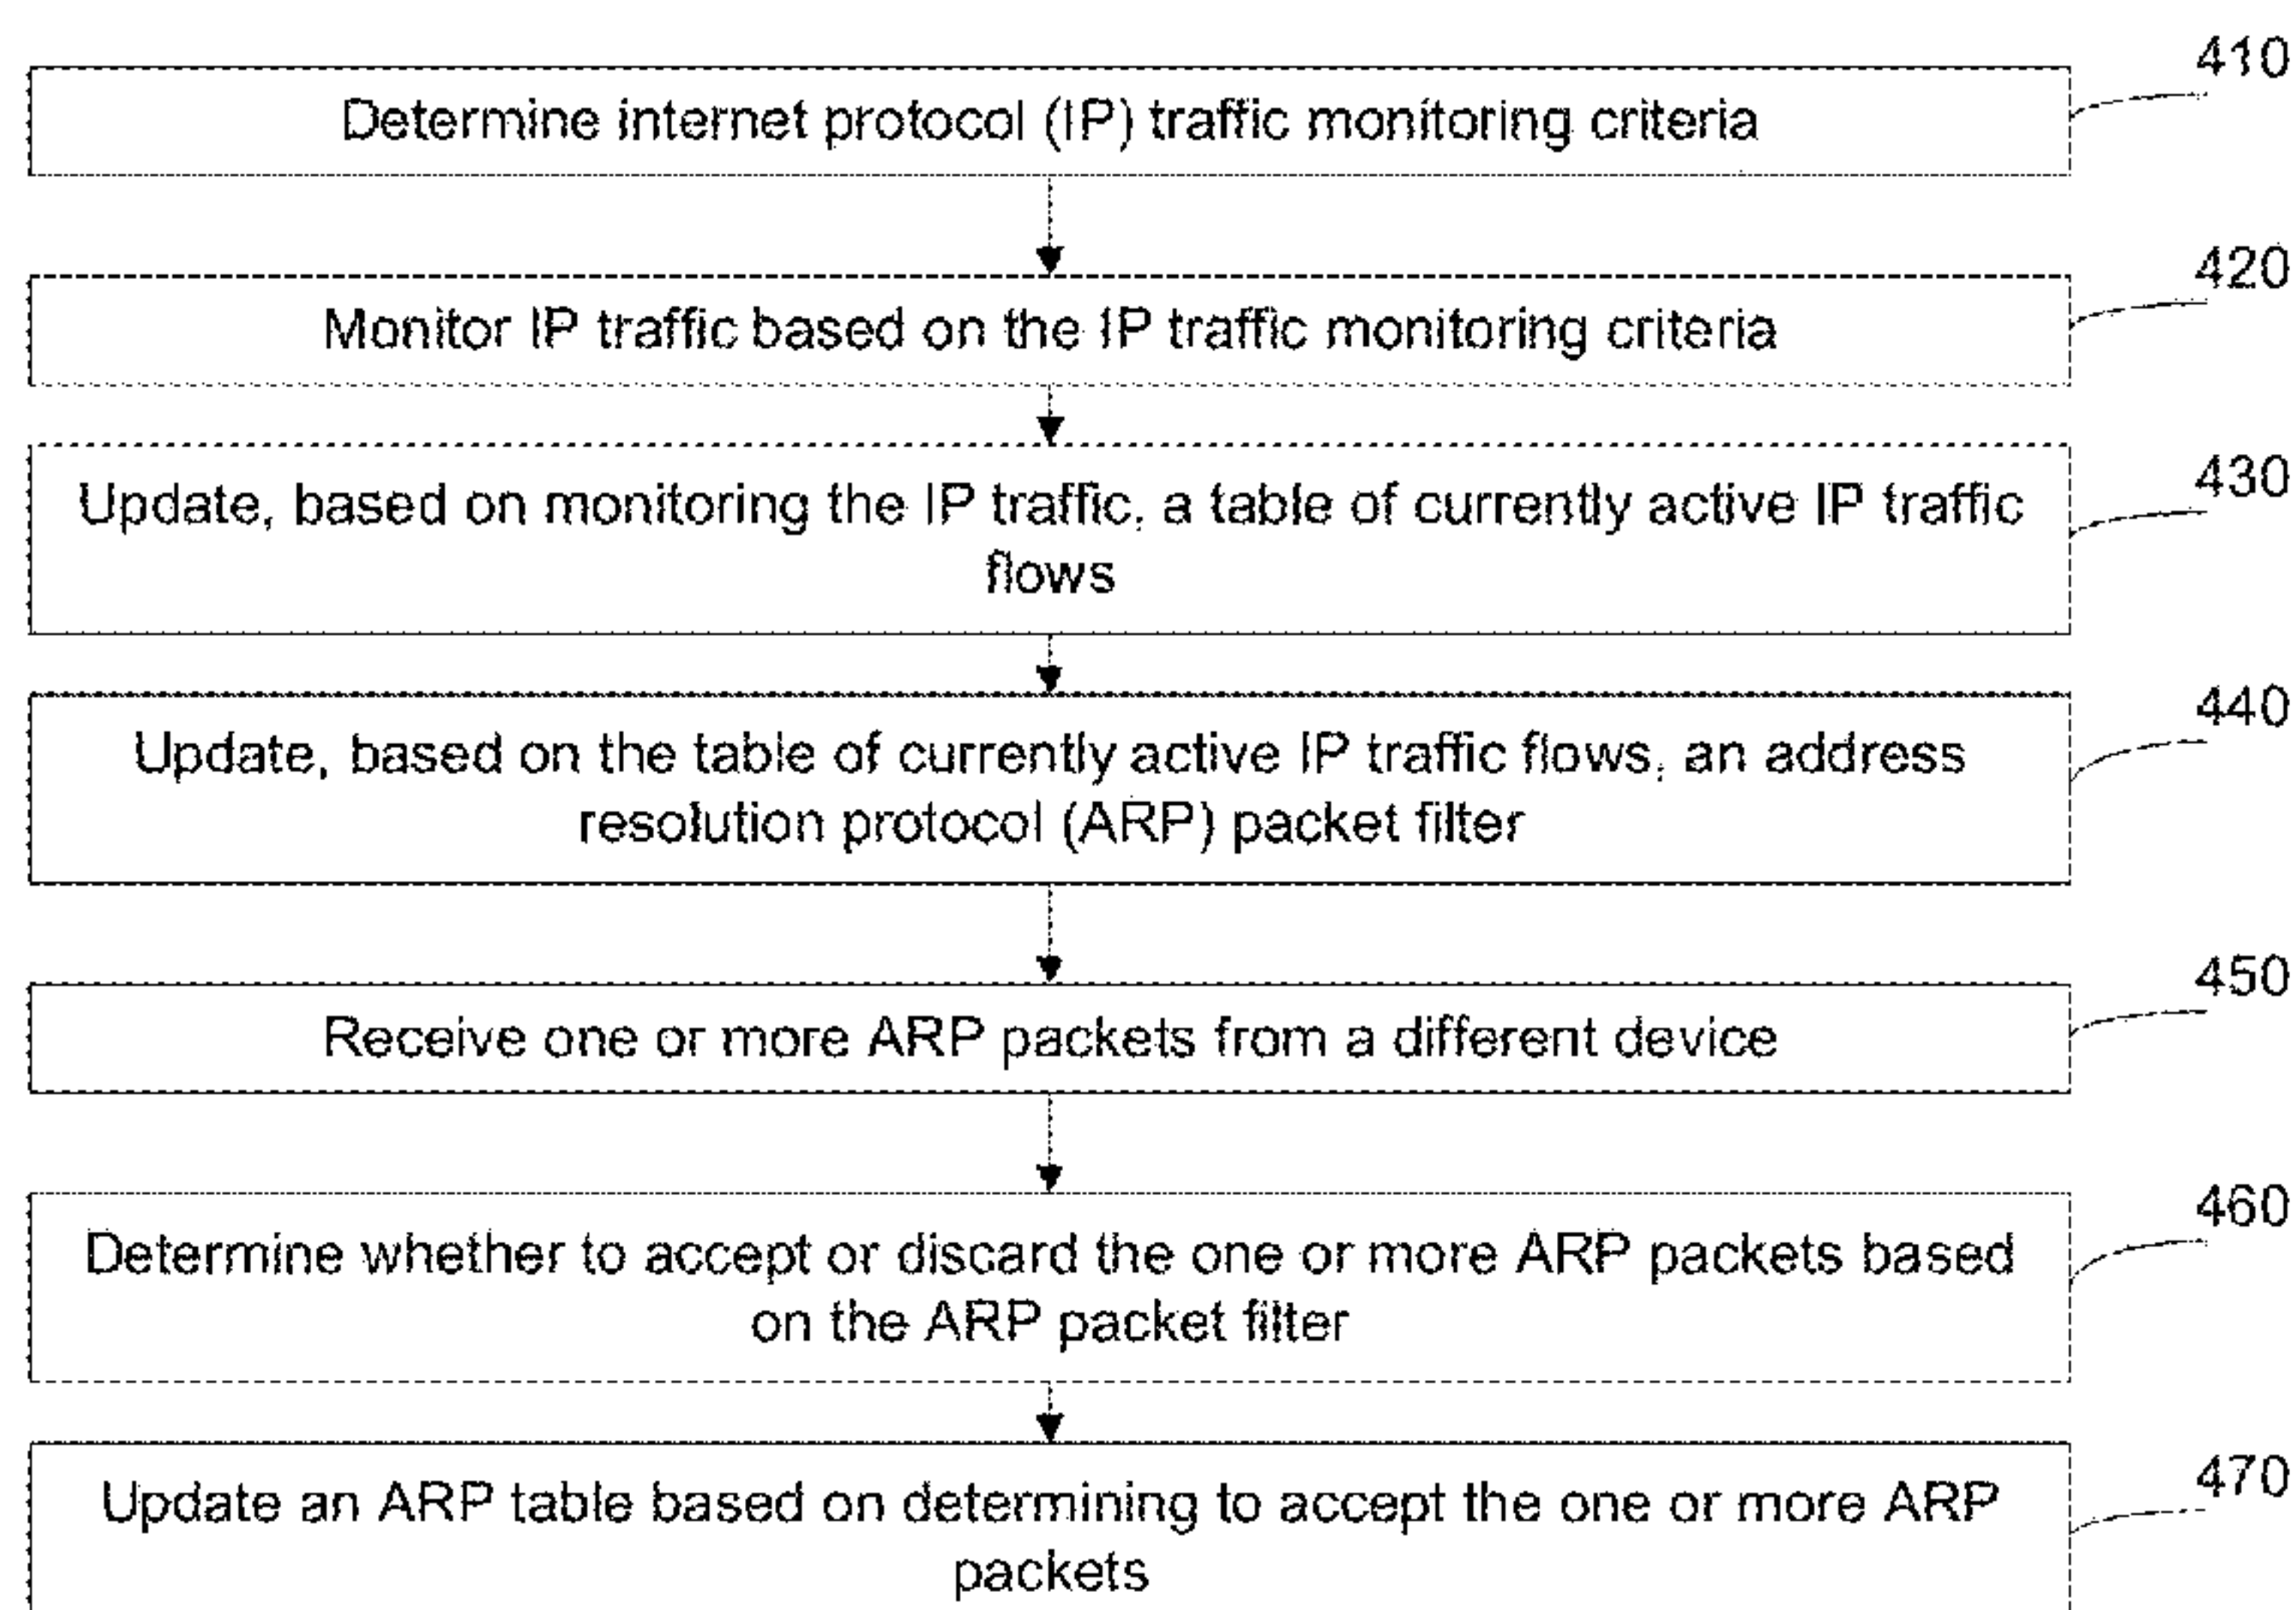 410
Determine internet protocol (IP) traffic monitoring criteria
420
Monitor IP traffic based on the IP traffic monitoring criteria
430
Update, based on monitoring the IP traffic, a table of currently active IP traffic
flows
440
Update, based on the table of currently active IP traffic flows, an address
resolution protocol (ARP) packet filter
450
Receive one or more ARP packets from a different device
460
Determine whether to accept or discard the one or more ARP packets based
on the ARP packet filter
470
Update an ARP table based on determining to accept the one or more ARP
packets